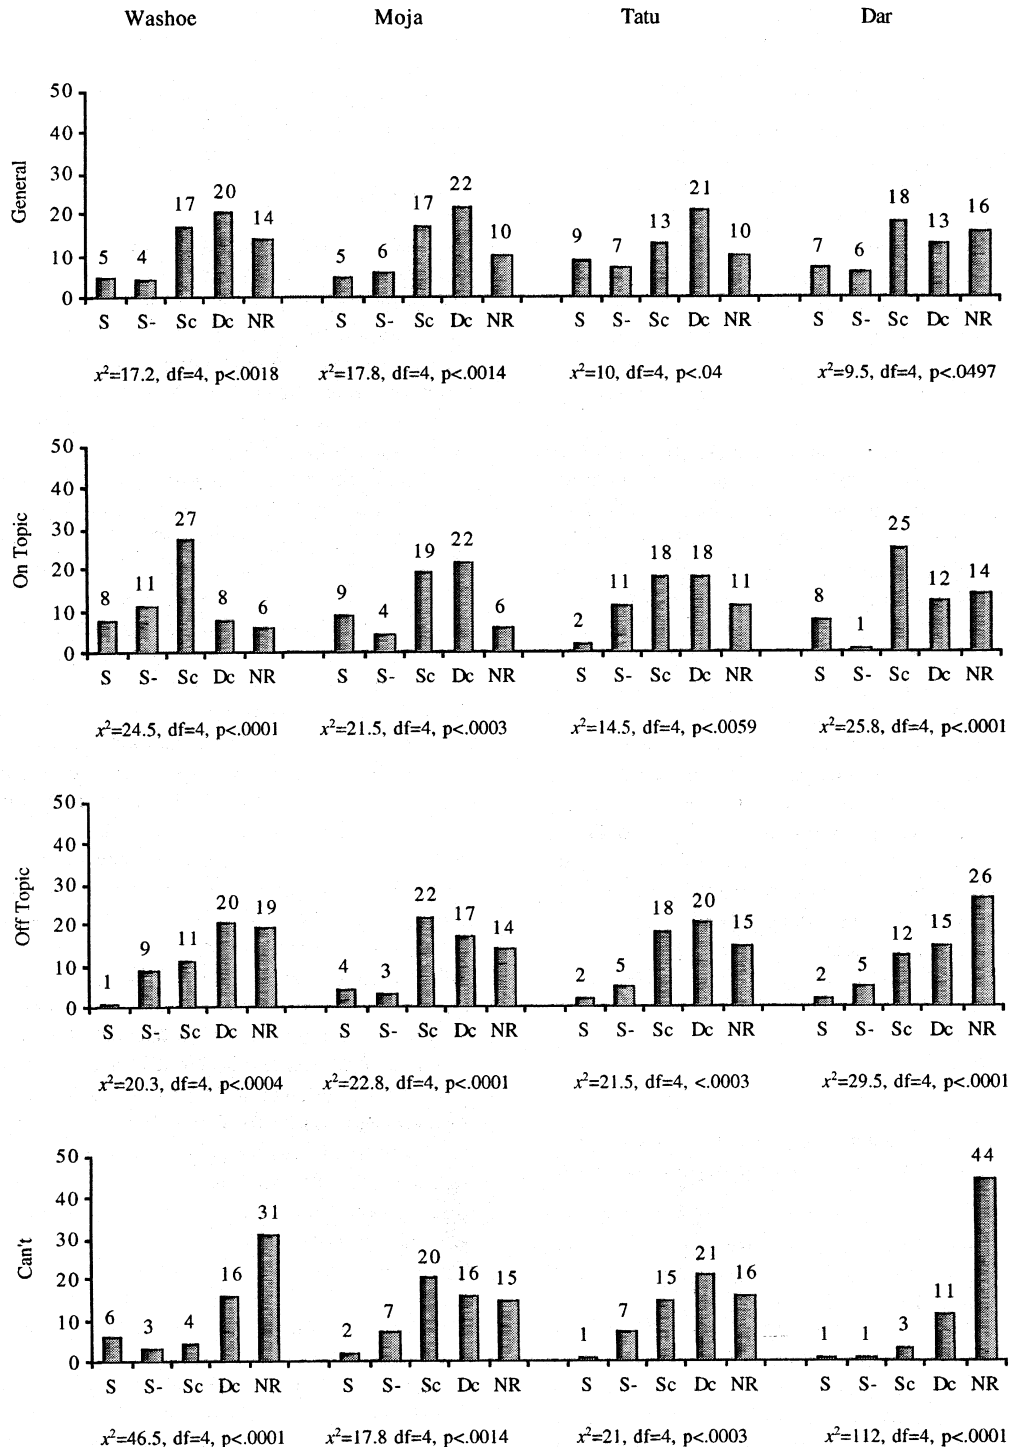 Washoe Moja Tatu Dar
General
50
40
30
20
10
0
5 4 17 20 14
5 6 17 22 10
9 7 13 21 10
7 6 18 13 16
S S- Sc Dc NR S S- Sc Dc NR S S- Sc Dc NR S S- Sc Dc NR
x²=17.2, df=4, p<.0018 x²=17.8, df=4, p<.0014 x²=10, df=4, p<.04 x²=9.5, df=4, p<.0497
On Topic
50
40
30
20
10
0
8 11 27 8 6
9 4 19 22 6
2 11 18 18 11
8 1 25 12 14
S S- Sc Dc NR S S- Sc Dc NR S S- Sc Dc NR S S- Sc Dc NR
x²=24.5, df=4, p<.0001 x²=21.5, df=4, p<.0003 x²=14.5, df=4, p<.0059 x²=25.8, df=4, p<.0001
Off Topic
50
40
30
20
10
0
1 9 11 20 19
4 3 22 17 14
2 5 18 20 15
2 5 12 15 26
S S- Sc Dc NR S S- Sc Dc NR S S- Sc Dc NR S S- Sc Dc NR
x²=20.3, df=4, p<.0004 x²=22.8, df=4, p<.0001 x²=21.5, df=4, <.0003 x²=29.5, df=4, p<.0001
Can't
50
40
30
20
10
0
6 3 4 16 31
2 7 20 16 15
1 7 15 21 16
1 1 3 11 44
S S- Sc Dc NR S S- Sc Dc NR S S- Sc Dc NR S S- Sc Dc NR
x²=46.5, df=4, p<.0001 x²=17.8 df=4, p<.0014 x²=21, df=4, p<.0003 x²=112, df=4, p<.0001